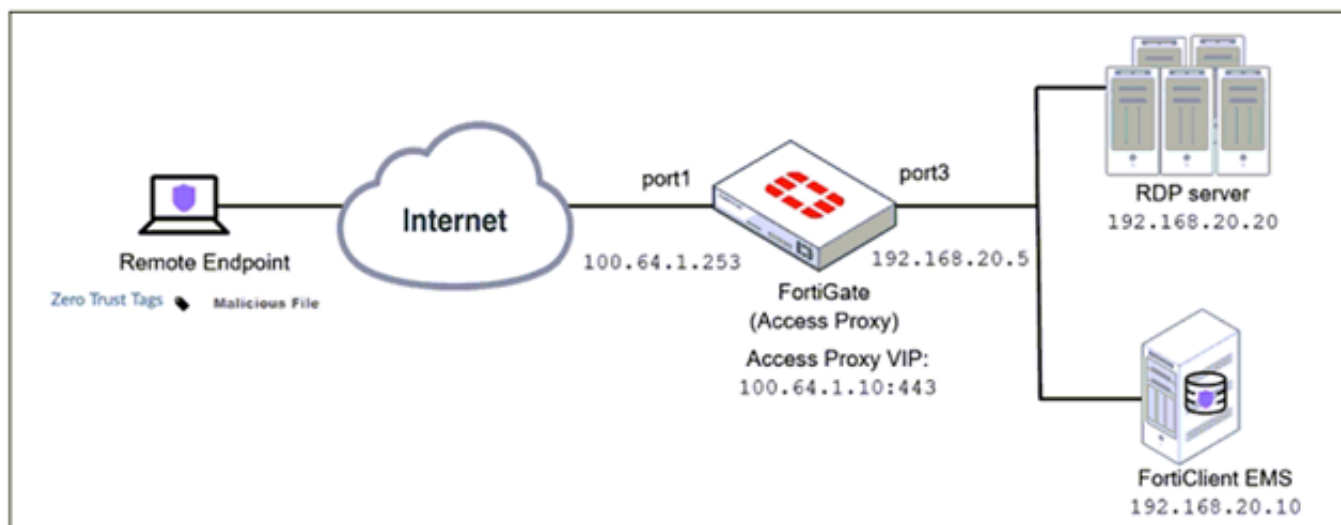 Remote Endpoint
Zero Trust Tags Malicious File
Internet
port1
100.64.1.253
port3
192.168.20.5
FortiGate
(Access Proxy)
Access Proxy VIP:
100.64.1.10:443
RDP server
192.168.20.20
FortiClient EMS
192.168.20.10